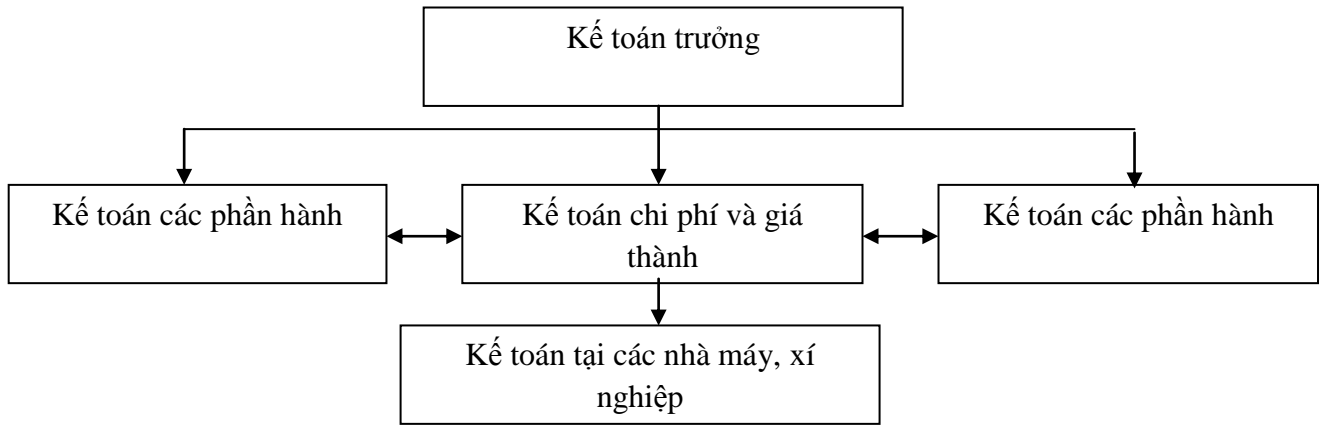 Kế toán trưởng
Kế toán các phần hành
Kế toán chi phí và giá
thành
Kế toán các phần hành
Kế toán tại các nhà máy, xí
nghiệp